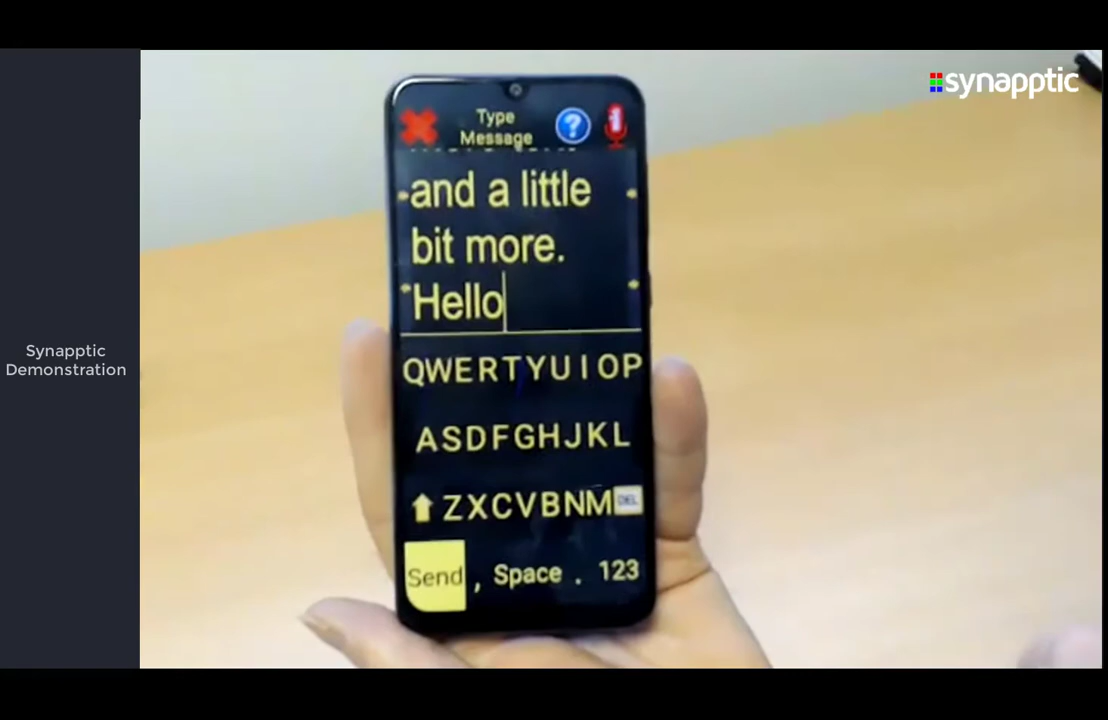 synapptic
Type
Message
and a little
bit more.
Hello
QWERTYUIOP
ASDFGHJKL
ZXCVBNM DEL
Send , Space . 123
Synapptic
Demonstration